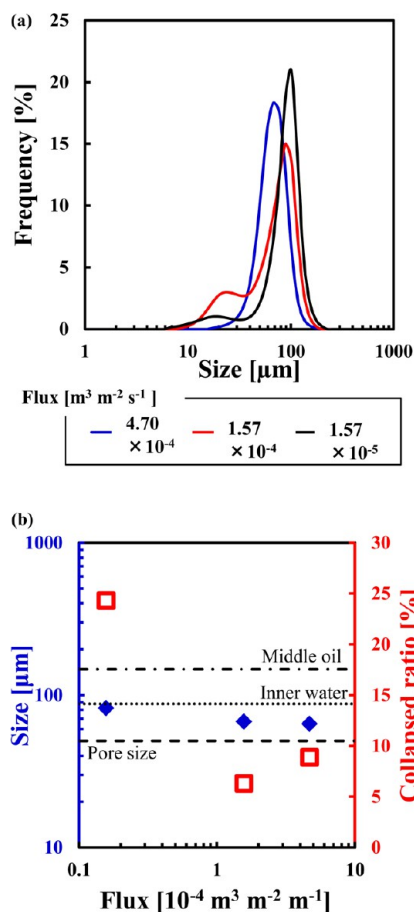 (a)
25
20
15
10
5
0
Frequency [%]
1 10 100 1000
Size [µm]
Flux [m³ m⁻² s⁻¹ ]
4.70 1.57 1.57
×10⁻⁴ ×10⁻⁴ ×10⁻⁵
(b)
1000 30
25
20
Middle oil
100 15
Inner water
10
Pore size
5
10 0
Size [µm]
Collapsed ratio [%]
0.1 1 10
Flux [10⁻⁴ m³ m⁻² m⁻¹]